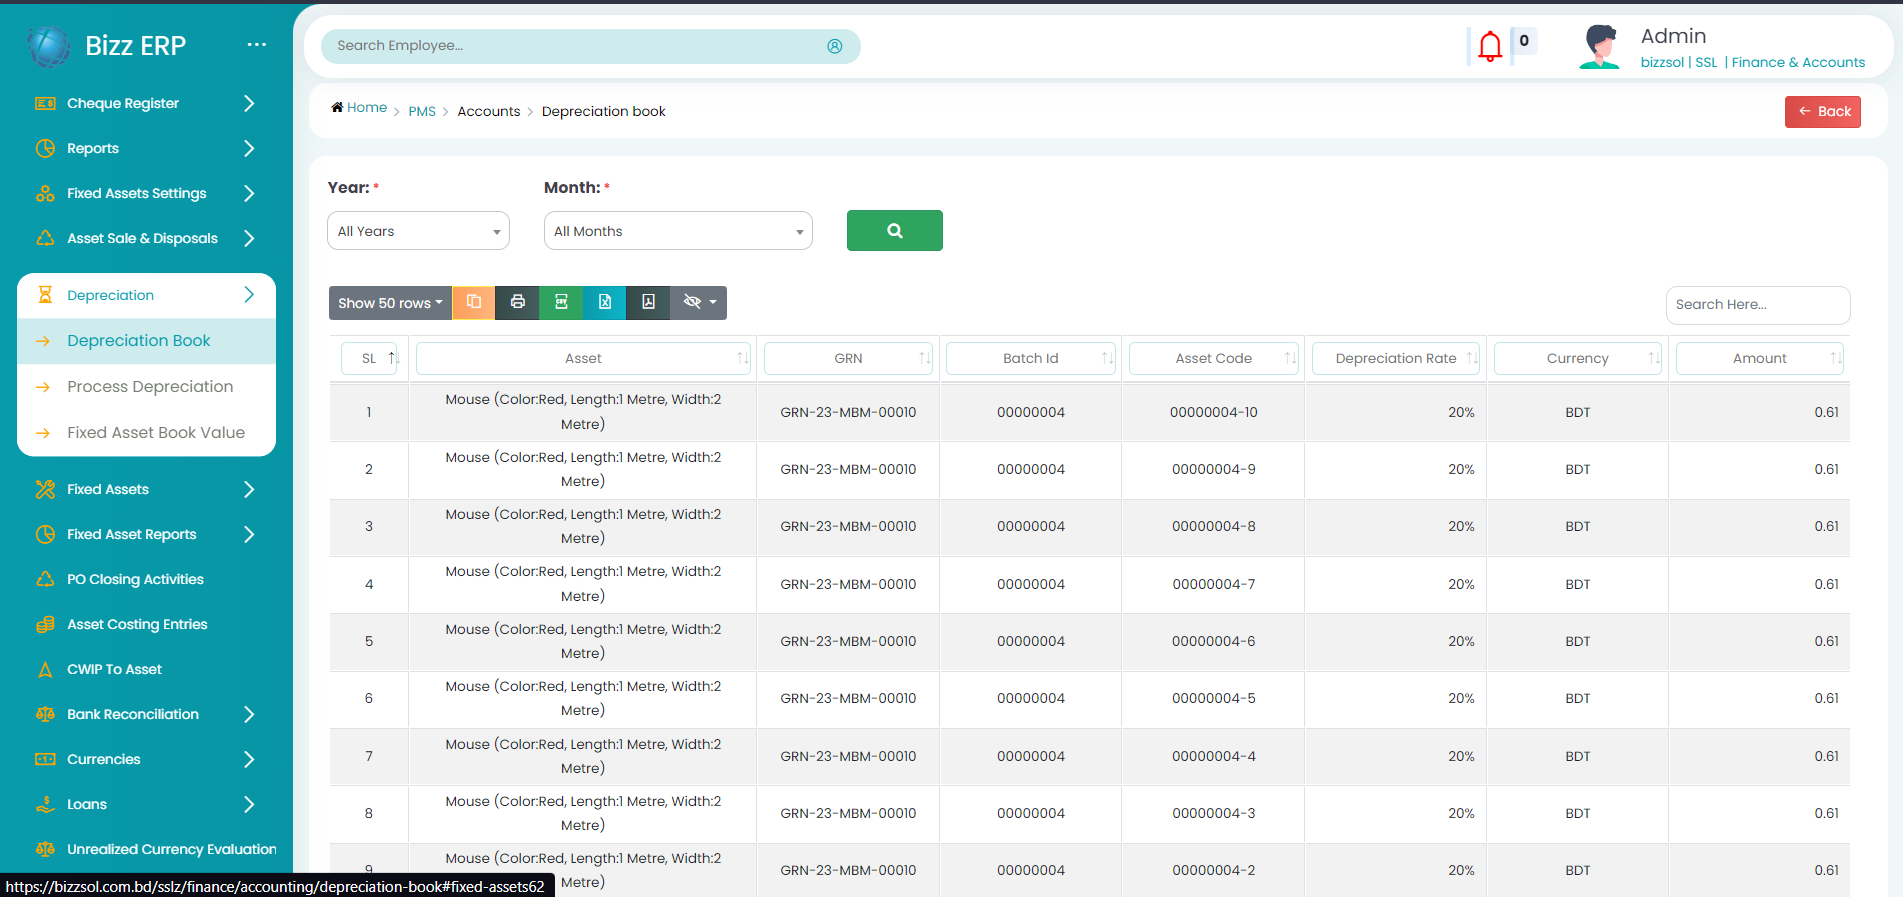 Bizz ERP
Search Employee...
0
Admin
bizzsol | SSL | Finance & Accounts
Cheque Register
Reports
Fixed Assets Settings
Asset Sale & Disposals
Depreciation
Depreciation Book
Process Depreciation
Fixed Asset Book Value
Fixed Assets
Fixed Asset Reports
PO Closing Activities
Asset Costing Entries
CWIP To Asset
Bank Reconciliation
Currencies
Loans
Unrealized Currency Evaluation
https://bizzsol.com.bd/sslz/finance/accounting/depreciation-book#fixed-assets62
Home > PMS > Accounts > Depreciation book
← Back
Year: * Month: *
All Years All Months
Show 50 rows CSV
Search Here...
SL Asset GRN Batch Id Asset Code Depreciation Rate Currency Amount
Mouse (Color:Red, Length:1 Metre, Width:2
1 GRN-23-MBM-00010 00000004 00000004-10 20% BDT 0.61
Metre)
Mouse (Color:Red, Length:1 Metre, Width:2
2 GRN-23-MBM-00010 00000004 00000004-9 20% BDT 0.61
Metre)
Mouse (Color:Red, Length:1 Metre, Width:2
3 GRN-23-MBM-00010 00000004 00000004-8 20% BDT 0.61
Metre)
Mouse (Color:Red, Length:1 Metre, Width:2
4 GRN-23-MBM-00010 00000004 00000004-7 20% BDT 0.61
Metre)
Mouse (Color:Red, Length:1 Metre, Width:2
5 GRN-23-MBM-00010 00000004 00000004-6 20% BDT 0.61
Metre)
Mouse (Color:Red, Length:1 Metre, Width:2
6 GRN-23-MBM-00010 00000004 00000004-5 20% BDT 0.61
Metre)
Mouse (Color:Red, Length:1 Metre, Width:2
7 GRN-23-MBM-00010 00000004 00000004-4 20% BDT 0.61
Metre)
Mouse (Color:Red, Length:1 Metre, Width:2
8 GRN-23-MBM-00010 00000004 00000004-3 20% BDT 0.61
Metre)
Mouse (Color:Red, Length:1 Metre, Width:2
9 GRN-23-MBM-00010 00000004 00000004-2 20% BDT 0.61
Metre)